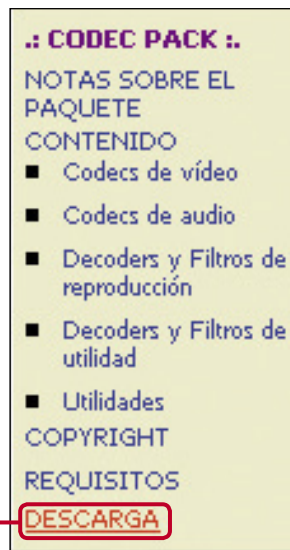 .: CODEC PACK :.
NOTAS SOBRE EL
PAQUETE
CONTENIDO
■ Codecs de vídeo
■ Codecs de audio
■ Decoders y Filtros de
reproducción
■ Decoders y Filtros de
utilidad
■ Utilidades
COPYRIGHT
REQUISITOS
DESCARGA